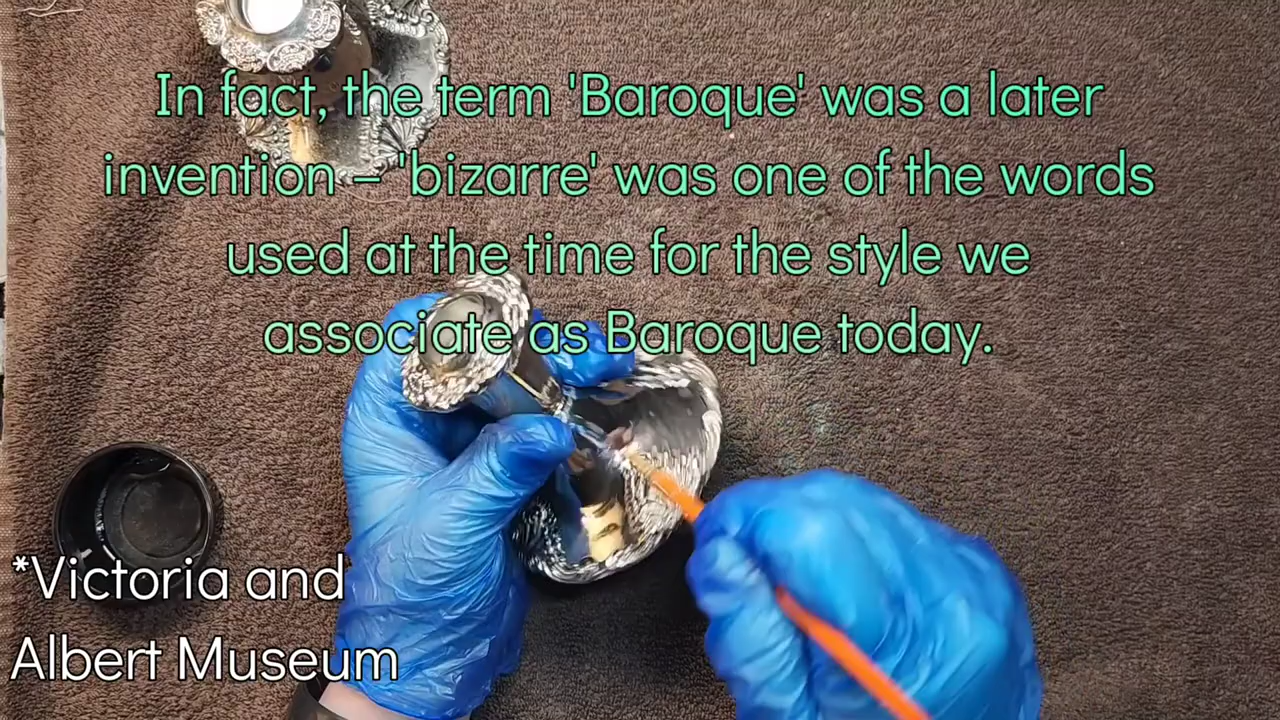 In fact, the term 'Baroque' was a later
invention – 'bizarre' was one of the words
used at the time for the style we
associate as Baroque today.
*Victoria and
Albert Museum